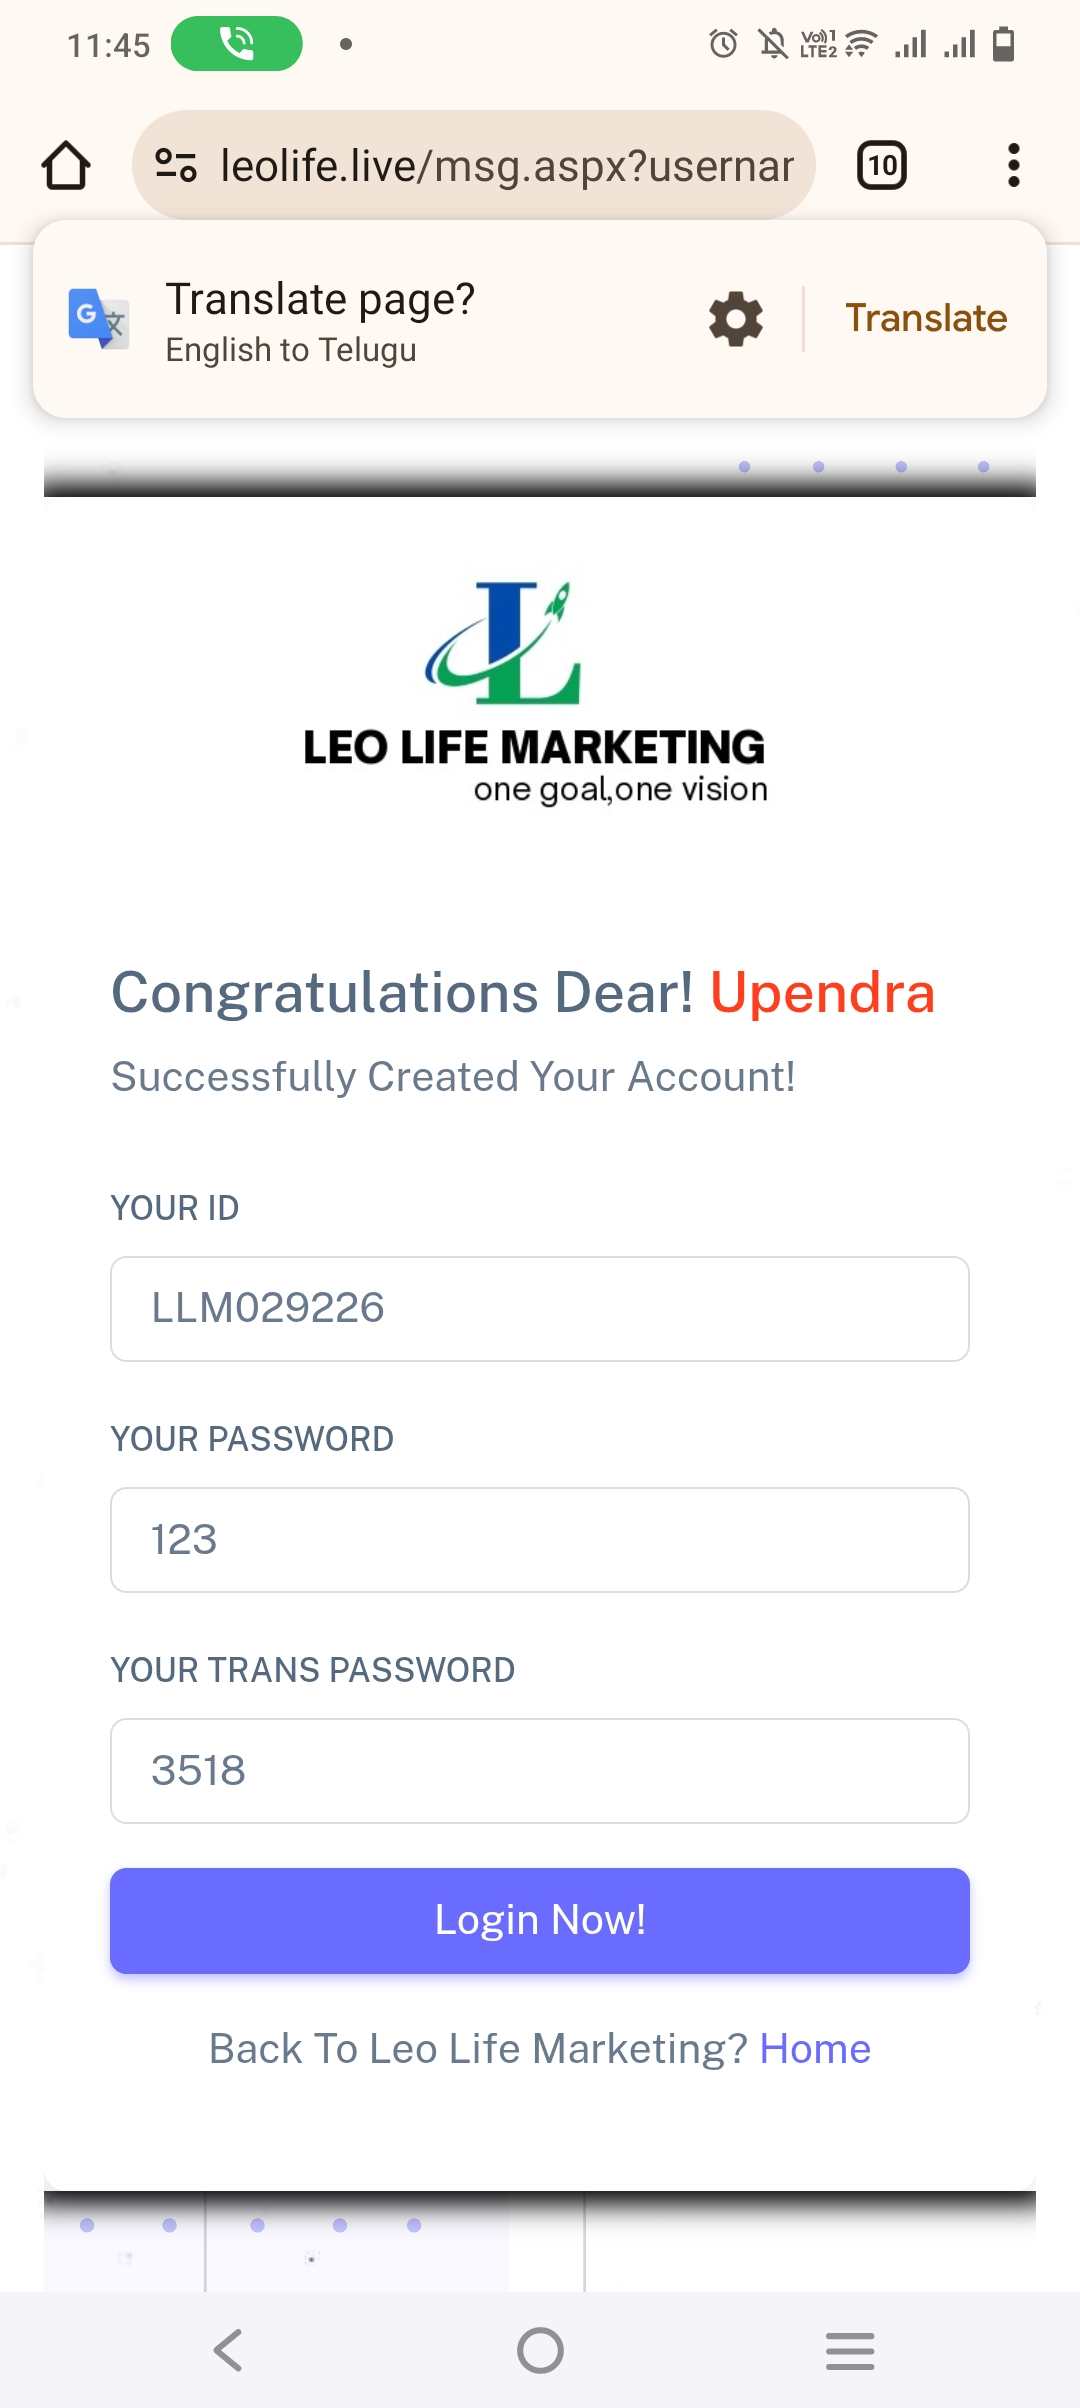 11:45
Vo))1
LTE2
leolife.live/msg.aspx?usernar
10
Translate page?
English to Telugu
Translate
LEO LIFE MARKETING
one goal,one vision
Congratulations Dear! Upendra
Successfully Created Your Account!
YOUR ID
LLM029226
YOUR PASSWORD
123
YOUR TRANS PASSWORD
3518
Login Now!
Back To Leo Life Marketing? Home